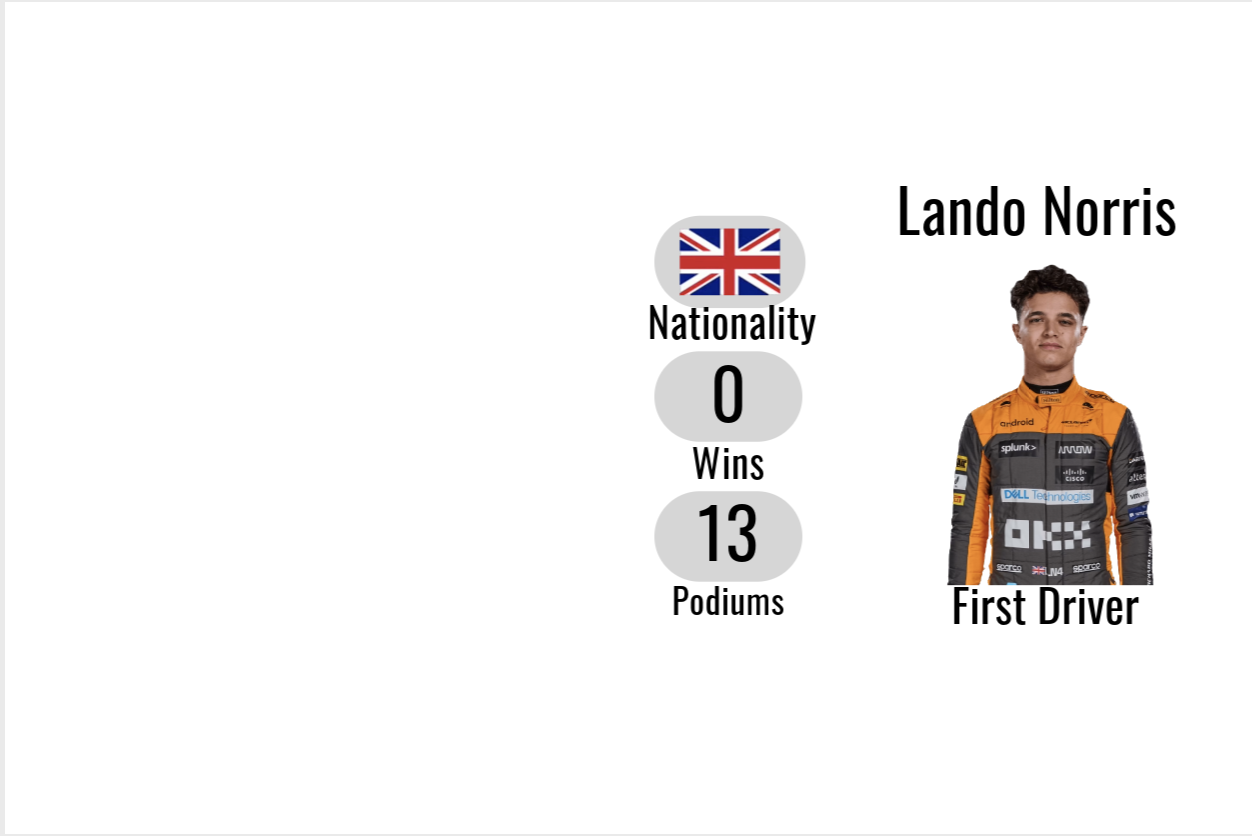 Lando Norris
Nationality
0
Wins
13
Podiums
android
splunk>
ARROW
CISCO
DELL Technologies
OKX
sparco
LN4
sparco
First Driver